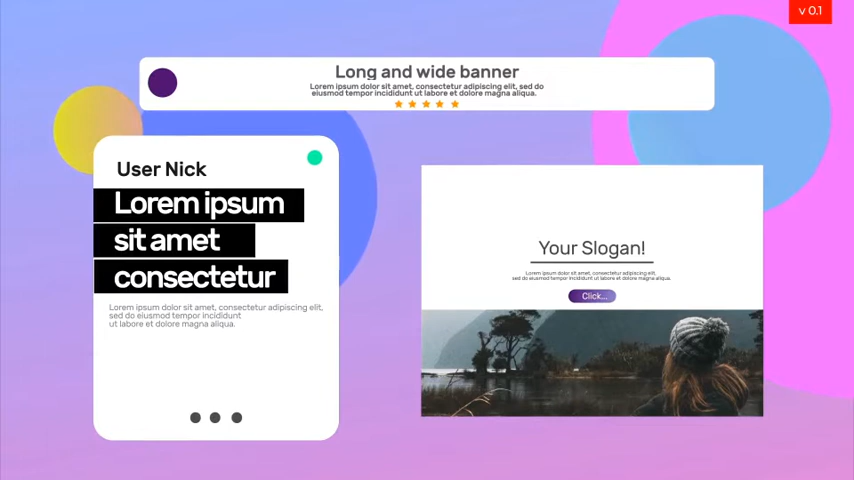 v 0.1
Long and wide banner
Lorem ipsum dolor sit amet, consectetur adipiscing elit, sed do
eiusmod tempor incididunt ut labore et dolore magna aliqua.
User Nick
Lorem ipsum
sit amet
consectetur
Lorem ipsum dolor sit amet, consectetur adipiscing elit,
sed do eiusmod tempor incididunt
ut labore et dolore magna aliqua.
Your Slogan!
Lorem ipsum dolor sit amet, consectetur adipiscing elit,
sed do eiusmod tempor incididunt ut labore et dolore magna aliqua.
Click...